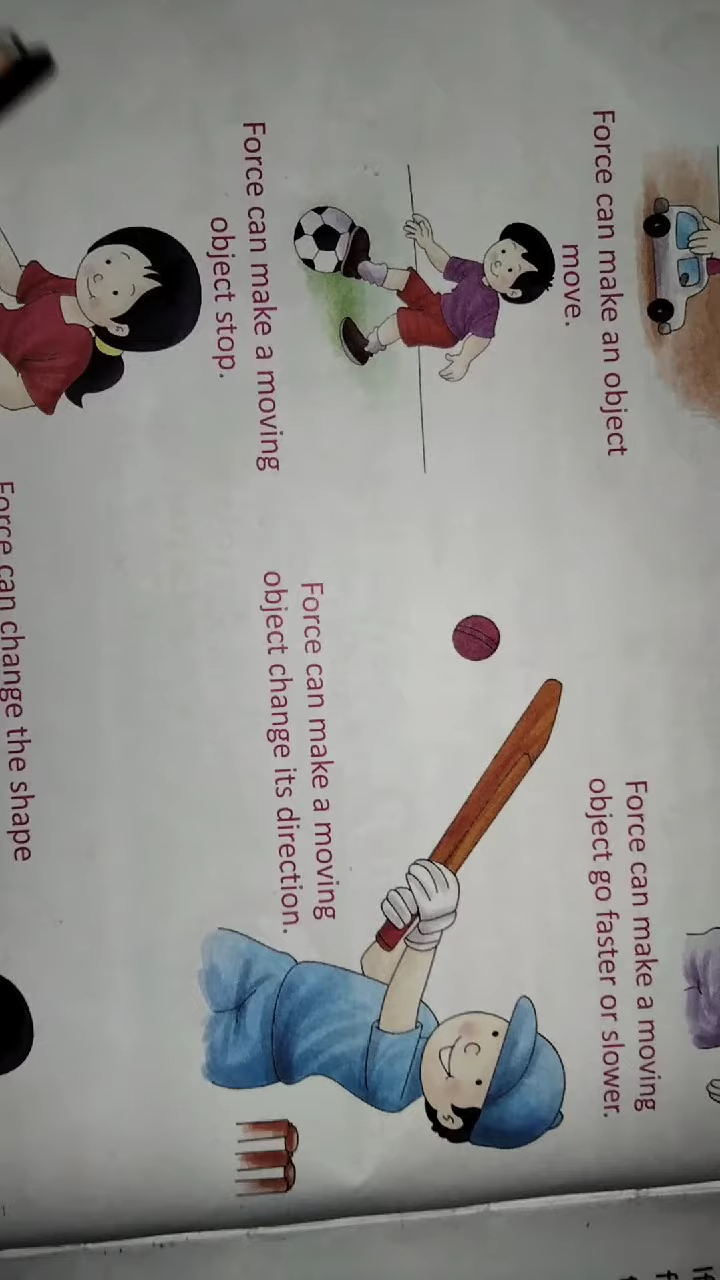 Force can make an object
move.
Force can make a moving
object go faster or slower.
Force can make a moving
object stop.
Force can make a moving
object change its direction.
Force can change the shape